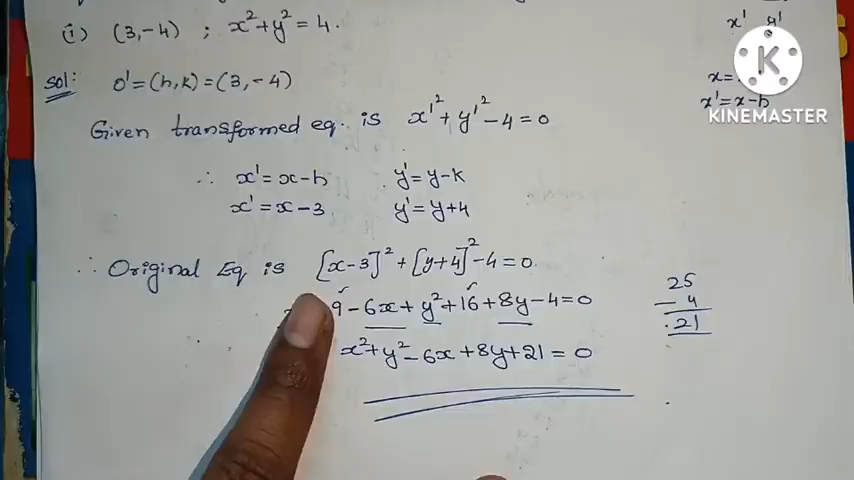 (i) (3,-4) ; x²+y² = 4.
x' y'
sol: O' = (h,k) = (3,-4)
x=
x'=x-h
K
KINEMASTER
Given transformed eq. is x'²+y'²-4=0
∴ x'=x-h y'=y-k
x'=x-3 y'=y+4
∴ Original Eq is [x-3]²+[y+4]²-4=0.
9-6x+y²+16+8y-4=0
25
- 4
21
x²+y²-6x+8y+21=0